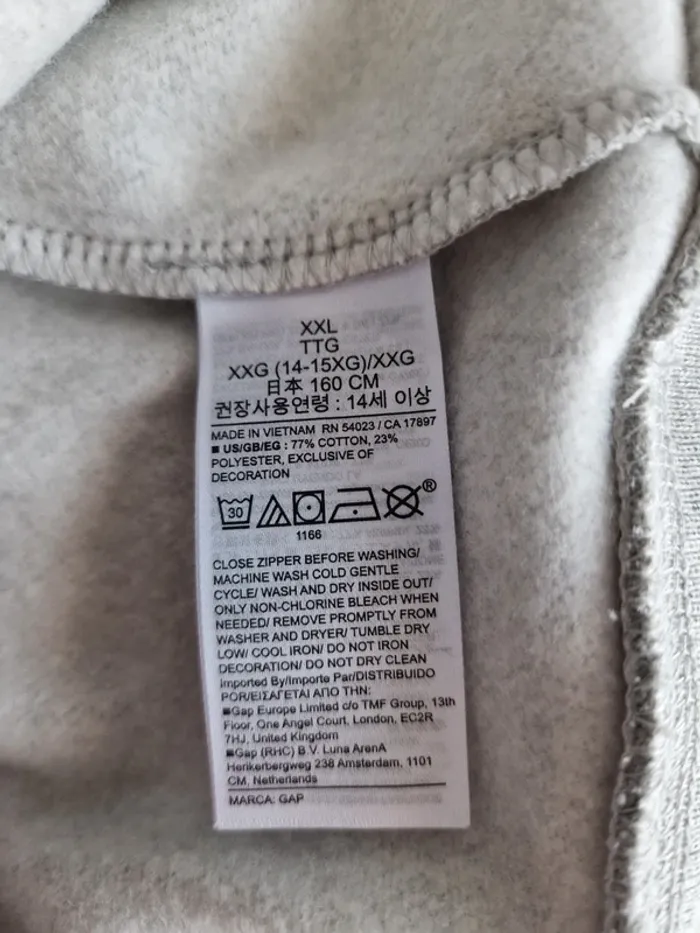 XXL
TTG
XXG (14-15XG)/XXG
日本 160 CM
권장사용연령 : 14세 이상
MADE IN VIETNAM RN 54023 / CA 17897
■ US/GB/EG : 77% COTTON, 23%
POLYESTER, EXCLUSIVE OF
DECORATION
30 ®
1166
CLOSE ZIPPER BEFORE WASHING/
MACHINE WASH COLD GENTLE
CYCLE/ WASH AND DRY INSIDE OUT/
ONLY NON-CHLORINE BLEACH WHEN
NEEDED/ REMOVE PROMPTLY FROM
WASHER AND DRYER/ TUMBLE DRY
LOW/ COOL IRON/ DO NOT IRON
DECORATION/ DO NOT DRY CLEAN
Imported By/Importe Par/DISTRIBUIDO
POR/ΕΙΣΑΓΕΤΑΙ ΑΠΟ ΤΗΝ:
■Gap Europe Limited c/o TMF Group, 13th
Floor, One Angel Court, London, EC2R
7HJ, United Kingdom
■Gap (RHC) B.V. Luna ArenA
Herikerbergweg 238 Amsterdam, 1101
CM, Netherlands
MARCA: GAP